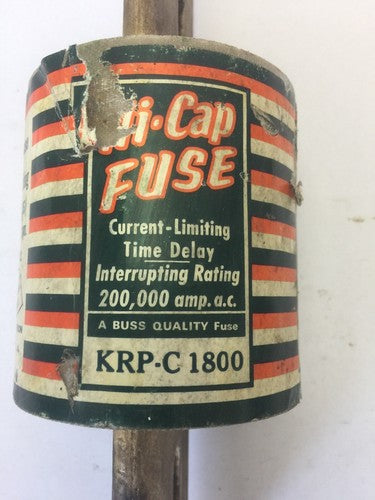 Cap
FUSE
Current-Limiting
Time Delay
Interrupting Rating
200,000 amp. a.c.
A BUSS QUALITY Fuse
KRP-C 1800